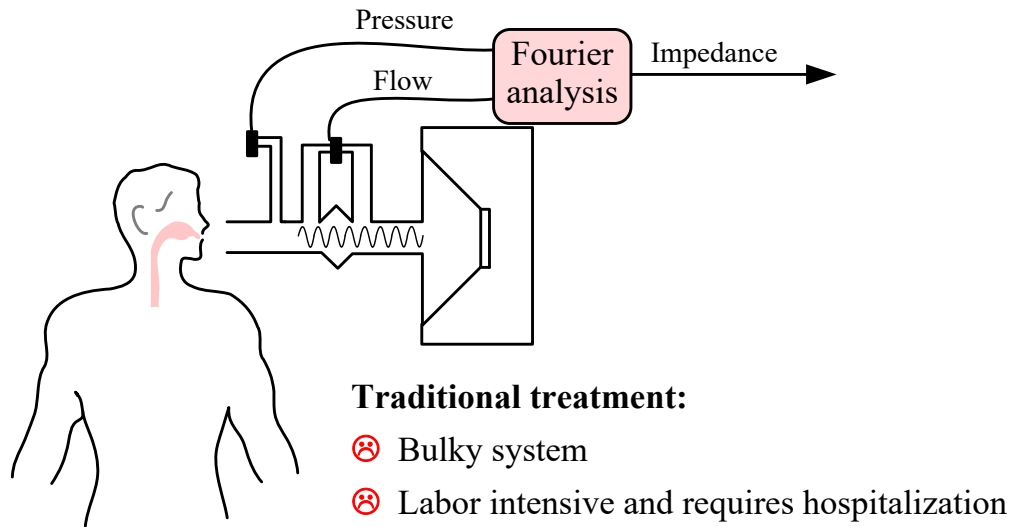 Pressure
Fourier
analysis
Impedance
Flow
Traditional treatment:
Bulky system
Labor intensive and requires hospitalization